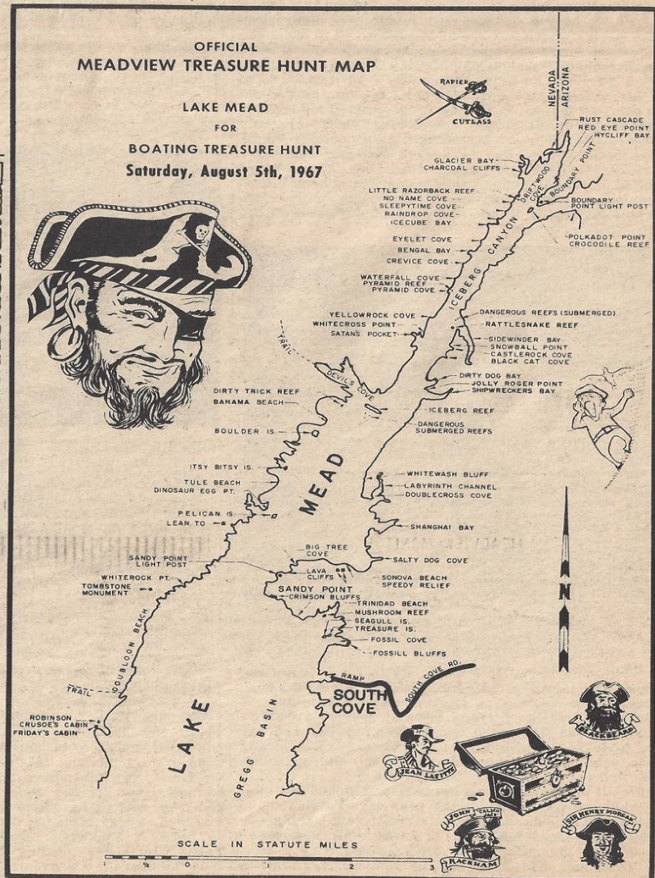 OFFICIAL
MEADVIEW TREASURE HUNT MAP
LAKE MEAD
FOR
BOATING TREASURE HUNT
Saturday, August 5th, 1967
RAPIER
CUTLASS
NEVADA
ARIZONA
RUST CASCADE
RED EYE POINT
HYCLIFF BAY
GLACIER BAY
CHARCOAL CLIFFS
DRIFTWOOD
COVE
BOUNDARY POINT
LITTLE RAZORBACK REEF
NO NAME COVE
SLEEPYTIME COVE
RAINDROP COVE
ICECUBE BAY
BOUNDARY
POINT LIGHT POST
POLKADOT POINT
CROCODILE REEF
EYELET COVE
BENGAL BAY
CREVICE COVE
ICEBERG CANYON
WATERFALL COVE
PYRAMID REEF
PYRAMID COVE
YELLOWROCK COVE
WHITECROSS POINT
SATAN'S POCKET
DANGEROUS REEFS (SUBMERGED)
RATTLESNAKE REEF
SIDEWINDER BAY
SNOWBALL POINT
CASTLEROCK COVE
BLACK CAT COVE
TRAIL
DEVILS COVE
DIRTY DOG BAY
JOLLY ROGER POINT
SHIPWRECKERS BAY
DIRTY TRICK REEF
BAHAMA BEACH
ICEBERG REEF
DANGEROUS
SUBMERGED REEFS
BOULDER IS.
MEAD
ITSY BITSY IS.
TULE BEACH
DINOSAUR EGG PT.
WHITEWASH BLUFF
LABYRINTH CHANNEL
DOUBLECROSS COVE
PELICAN IS.
LEAN TO
SHANGHAI BAY
BIG TREE
COVE
SANDY POINT
LIGHT POST
SALTY DOG COVE
LAVA
CLIFFS
WHITEROCK PT.
TOMBSTONE
MONUMENT
SONOVA BEACH
SPEEDY RELIEF
SANDY POINT
CRIMSON BLUFFS
TRINIDAD BEACH
MUSHROOM REEF
SEAGULL IS.
TREASURE IS.
FOSSIL COVE
FOSSILL BLUFFS
DOUBLOON BEACH
TRAIL
N
RAMP
SOUTH COVE RD.
SOUTH
COVE
ROBINSON
CRUSOE'S CABIN
FRIDAY'S CABIN
LAKE
GREGG BASIN
BLACKBEARD
JEAN LAFITTE
JOHN "CALICO
RACKHAM
SIR HENRY MORGAN
SCALE IN STATUTE MILES
1 ½ 0 1 2 3